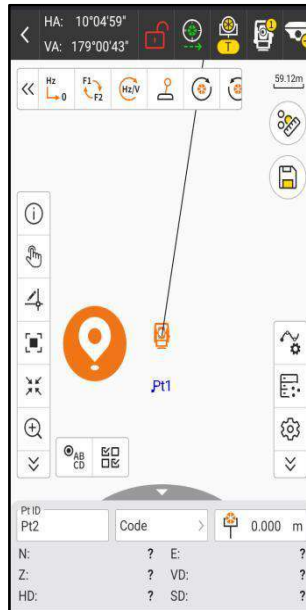 HA: 10°04'59"
VA: 179°00'43"
T
1
Hz
0
F1
F2
Hz/V
59.12m
Pt1
AB
CD
Pt ID
Pt2
Code
0.000 m
N: ? E: ?
Z: ? VD: ?
HD: ? SD: ?